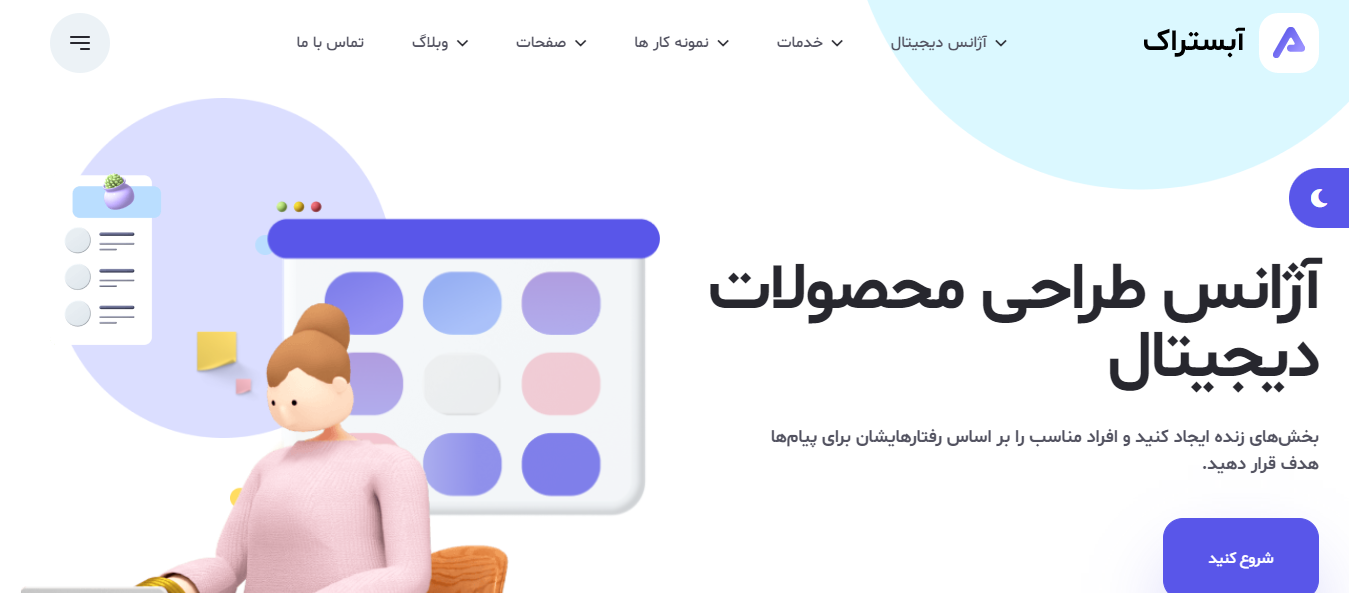 آبستراک
آژانس دیجیتال
خدمات
نمونه کار ها
صفحات
وبلاگ
تماس با ما
آژانس طراحی محصولات
دیجیتال
بخش‌های زنده ایجاد کنید و افراد مناسب را بر اساس رفتارهایشان برای پیام‌ها
هدف قرار دهید.
شروع کنید